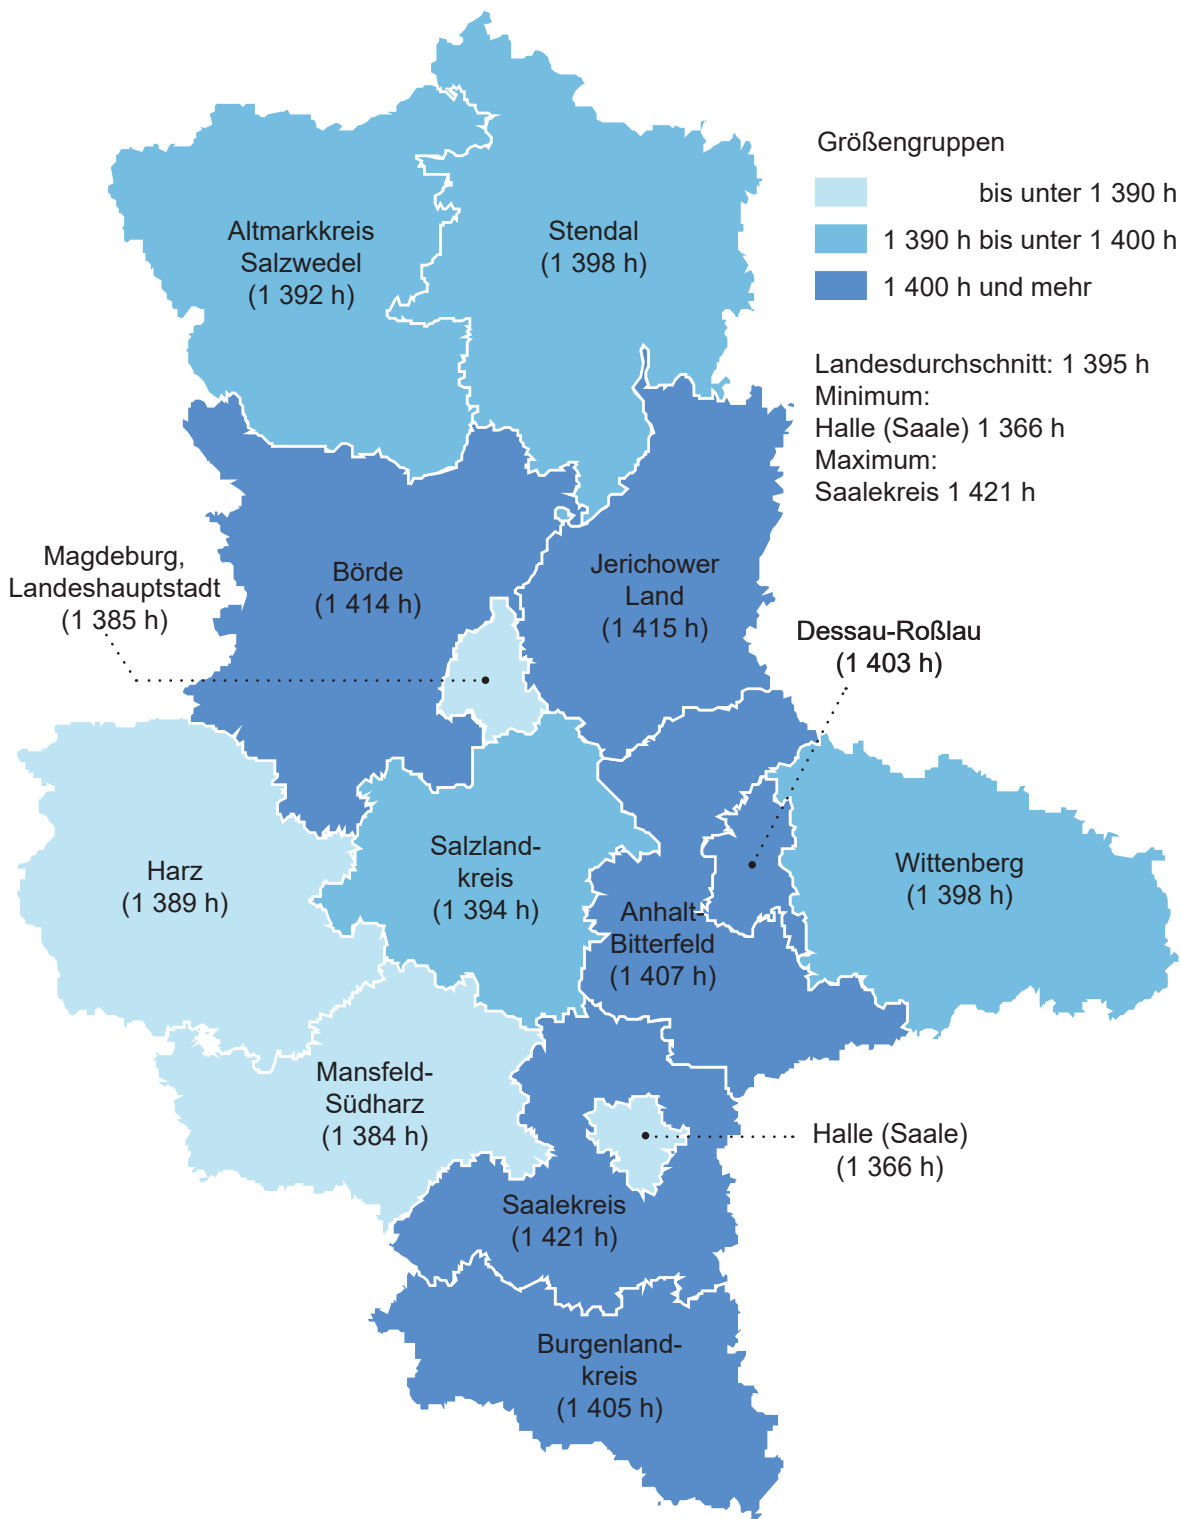 Größengruppen
bis unter 1 390 h
1 390 h bis unter 1 400 h
1 400 h und mehr
Landesdurchschnitt: 1 395 h
Minimum:
Halle (Saale) 1 366 h
Maximum:
Saalekreis 1 421 h
Altmarkkreis
Salzwedel
(1 392 h)
Stendal
(1 398 h)
Magdeburg,
Landeshauptstadt
(1 385 h)
Börde
(1 414 h)
Jerichower
Land
(1 415 h)
Dessau-Roßlau
(1 403 h)
Harz
(1 389 h)
Salzland-
kreis
(1 394 h)
Anhalt-
Bitterfeld
(1 407 h)
Wittenberg
(1 398 h)
Mansfeld-
Südharz
(1 384 h)
Halle (Saale)
(1 366 h)
Saalekreis
(1 421 h)
Burgenland-
kreis
(1 405 h)